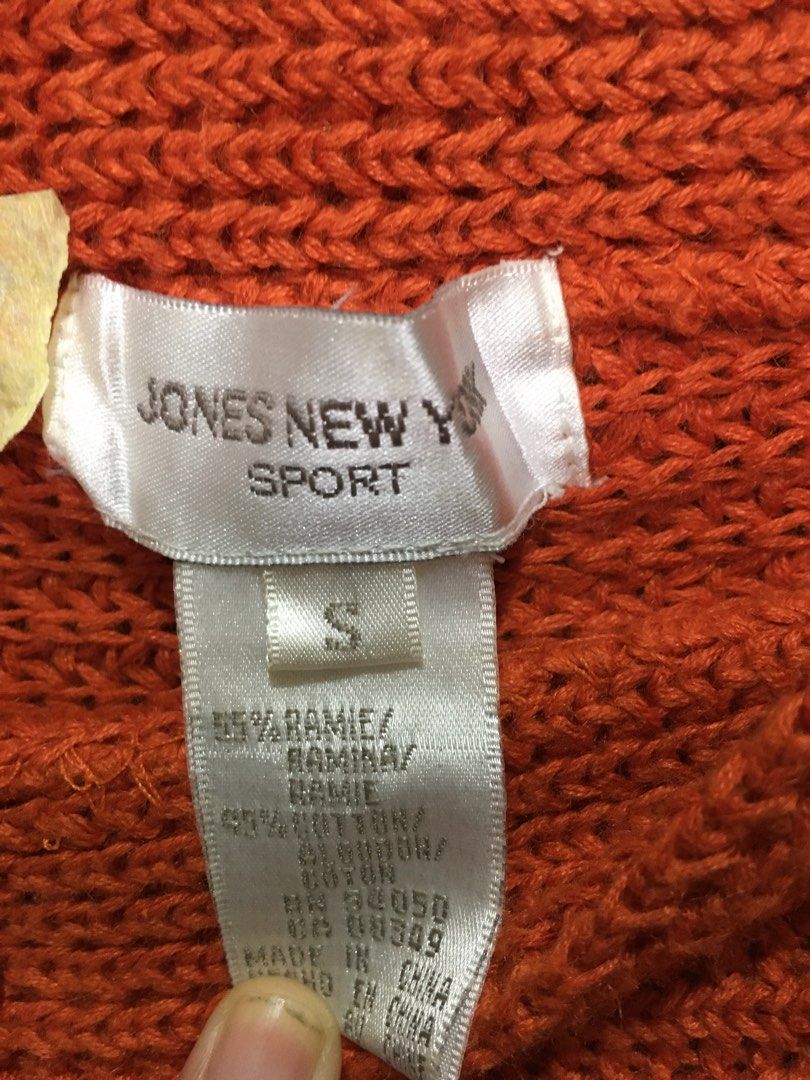 JONES NEW YOR
SPORT
S
55% RAMIE/
RAMINA/
RAMIE
45% COTTON/
ALGODON/
COTON
RN 54050
CA 00349
MADE IN CHINA
HECHO EN CHINA